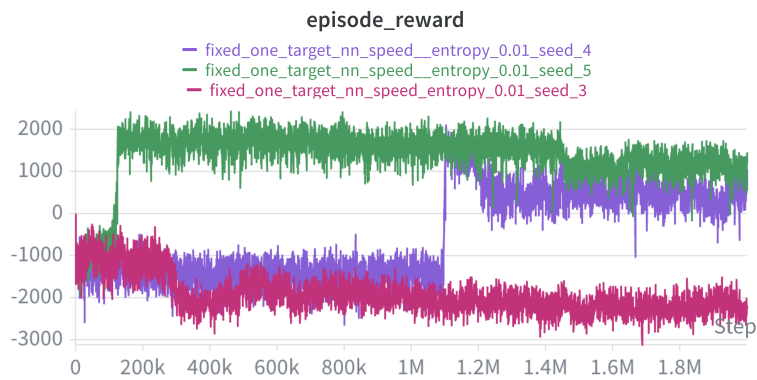 episode_reward
fixed_one_target_nn_speed__entropy_0.01_seed_4
fixed_one_target_nn_speed__entropy_0.01_seed_5
fixed_one_target_nn_speed_entropy_0.01_seed_3
2000
1000
0
-1000
-2000
-3000
Step
0 200k 400k 600k 800k 1M 1.2M 1.4M 1.6M 1.8M